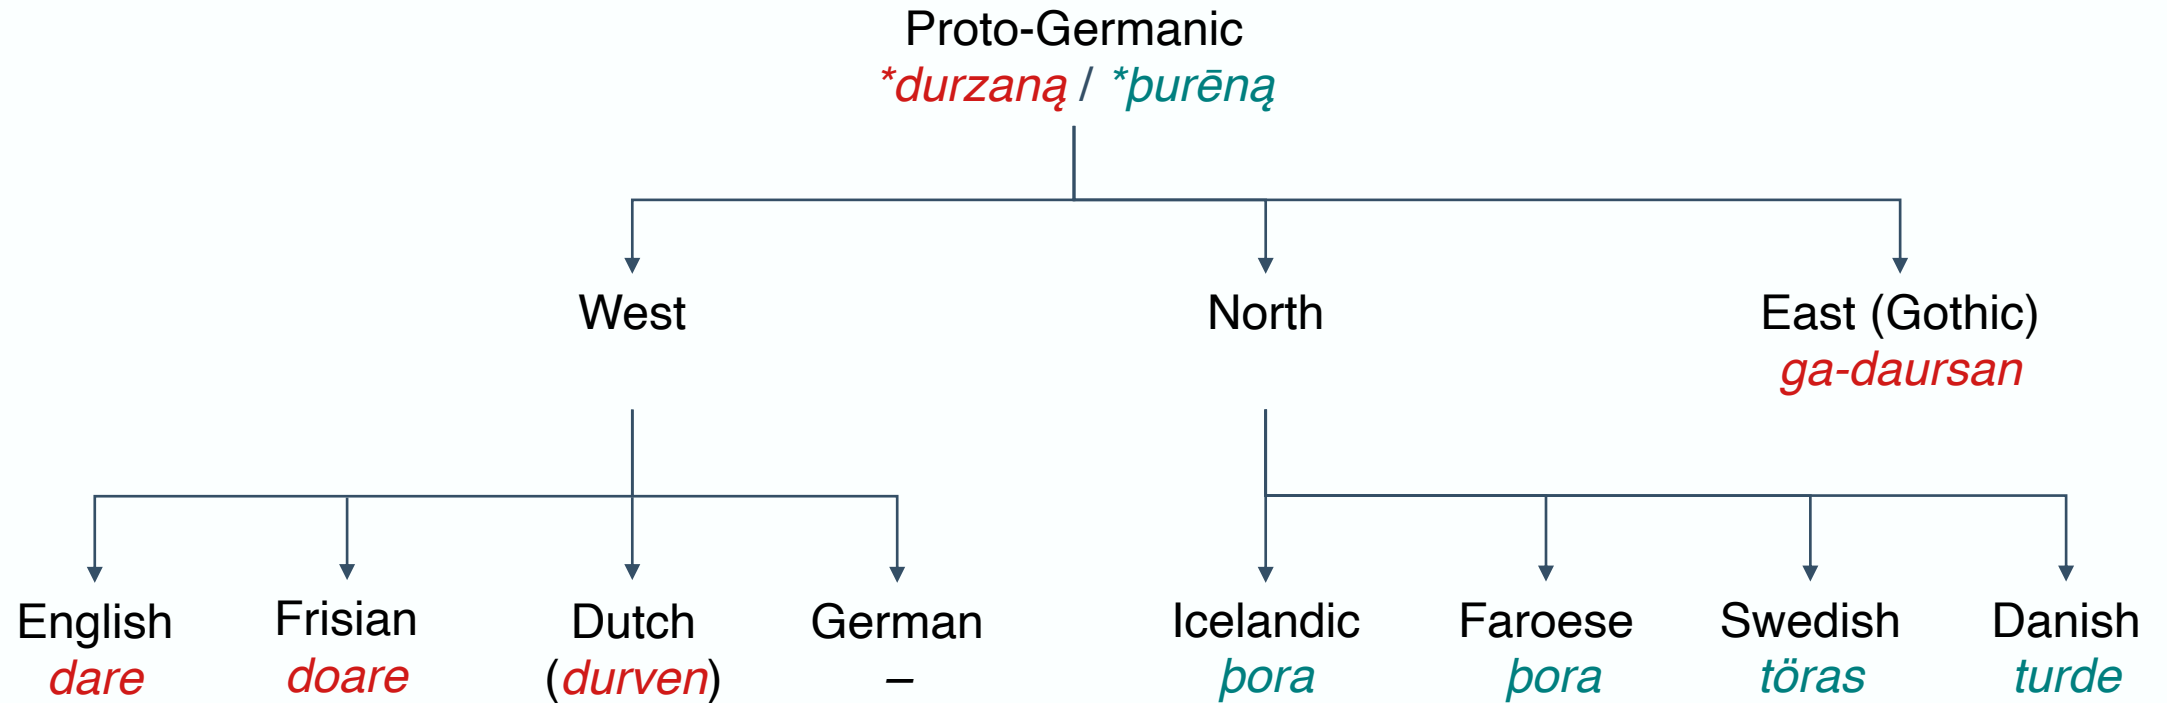 Proto-Germanic
*durzaną / *þurēną
West
North
East (Gothic)
ga-daursan
English
dare
Frisian
doare
Dutch
(durven)
German
–
Icelandic
þora
Faroese
þora
Swedish
töras
Danish
turde